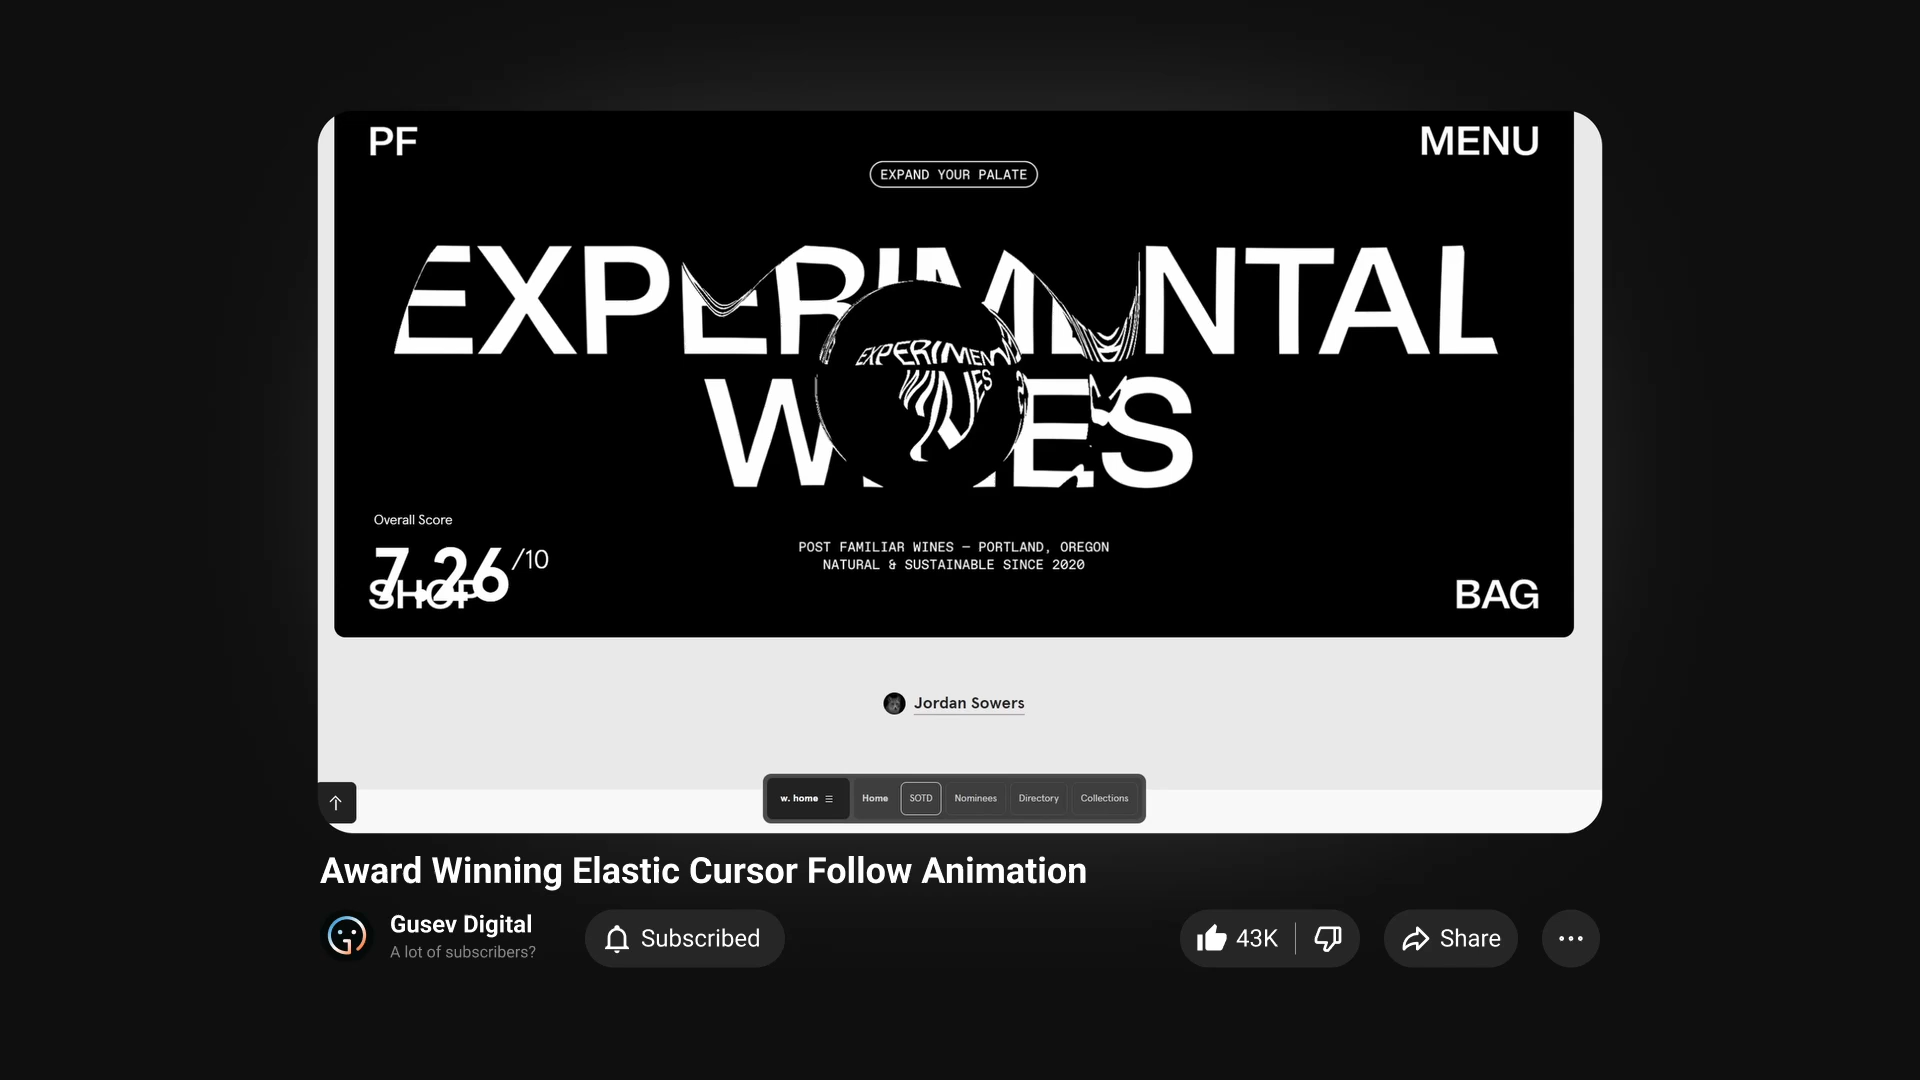 PF
MENU
EXPAND YOUR PALATE
EXPERIMENTAL
WINES
EXPERIMEN
WINES
Overall Score
7.26/10
SHOP
POST FAMILIAR WINES — PORTLAND, OREGON
NATURAL & SUSTAINABLE SINCE 2020
BAG
Jordan Sowers
w. home
Home
SOTD
Nominees
Directory
Collections
Award Winning Elastic Cursor Follow Animation
Gusev Digital
A lot of subscribers?
Subscribed
43K
Share